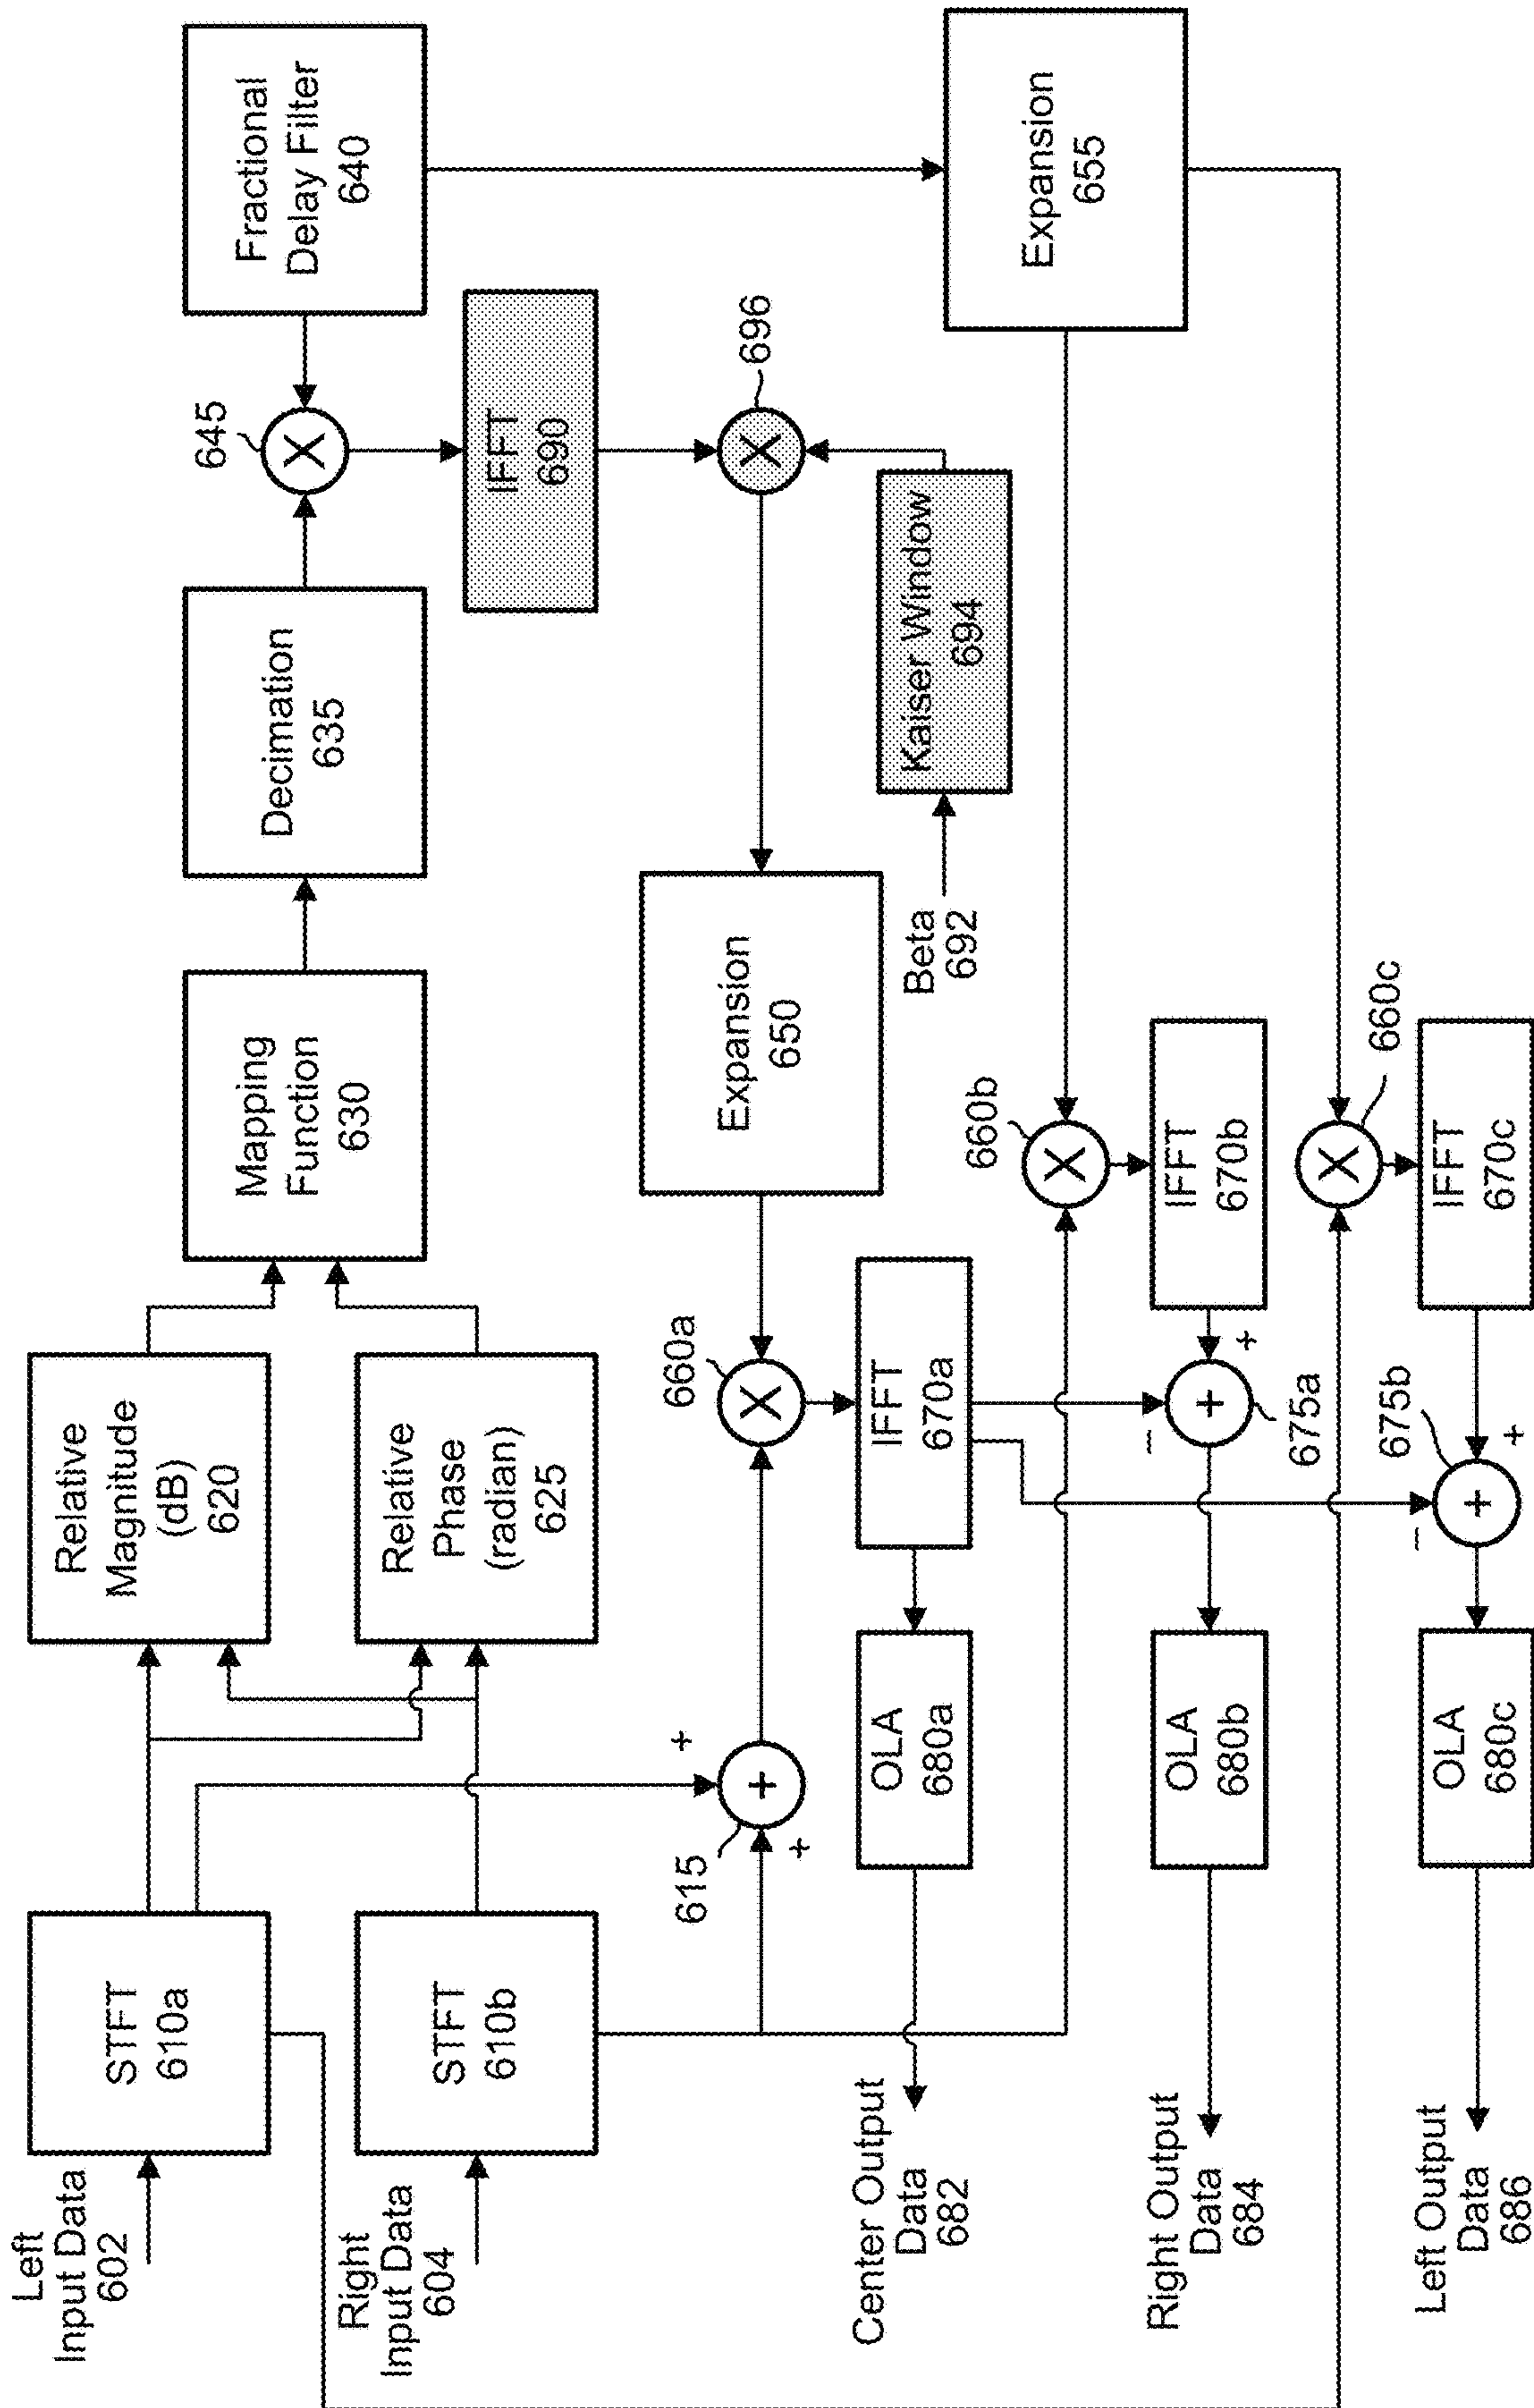 Left
Input Data
602
Right
Input Data
604
STFT
610a
STFT
610b
Relative
Magnitude
(dB)
620
Relative
Phase
(radian)
625
Mapping
Function
630
Decimation
635
645
X
Fractional
Delay Filter
640
IFFT
690
696
X
Kaiser Window
694
Beta
692
Expansion
650
Expansion
655
615
+
+
+
660a
X
IFFT
670a
OLA
680a
Center Output
Data
682
660b
X
IFFT
670b
+
−
+
675a
OLA
680b
Right Output
Data
684
660c
X
IFFT
670c
+
−
+
675b
OLA
680c
Left Output
Data
686